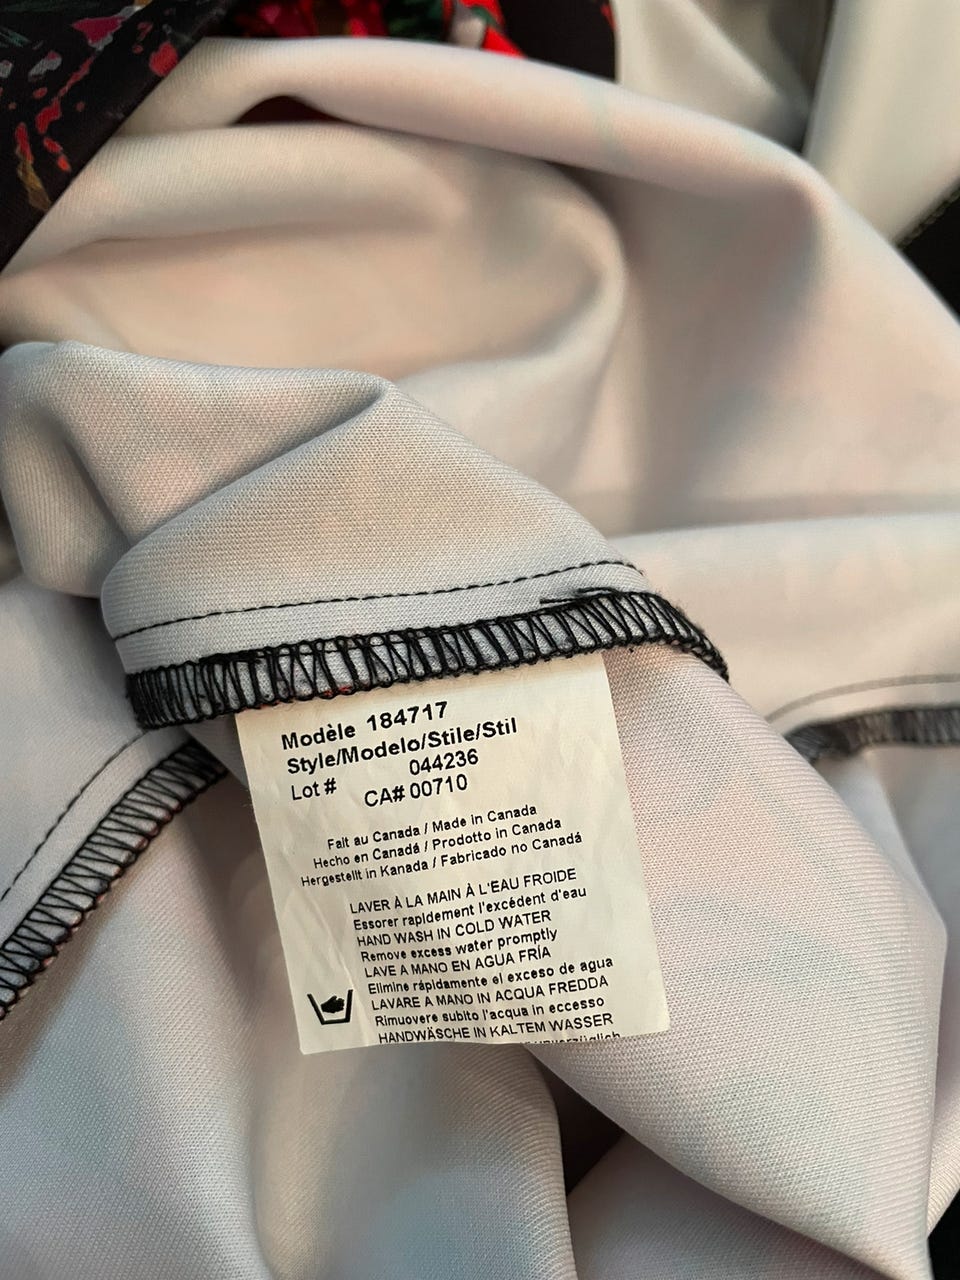 Modèle 184717
Style/Modelo/Stile/Stil
Lot # 044236
CA# 00710
Fait au Canada / Made in Canada
Hecho en Canadá / Prodotto in Canada
Hergestellt in Kanada / Fabricado no Canadá
LAVER À LA MAIN À L'EAU FROIDE
Essorer rapidement l'excédent d'eau
HAND WASH IN COLD WATER
Remove excess water promptly
LAVE A MANO EN AGUA FRÍA
Elimine rápidamente el exceso de agua
LAVARE A MANO IN ACQUA FREDDA
Rimuovere subito l'acqua in eccesso
HANDWÄSCHE IN KALTEM WASSER